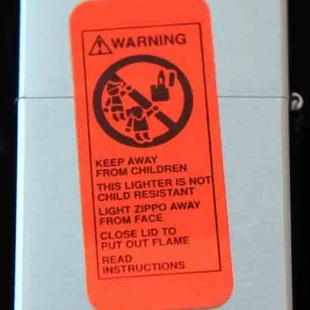 WARNING
KEEP AWAY
FROM CHILDREN
THIS LIGHTER IS NOT
CHILD RESISTANT
LIGHT ZIPPO AWAY
FROM FACE
CLOSE LID TO
PUT OUT FLAME
READ
INSTRUCTIONS